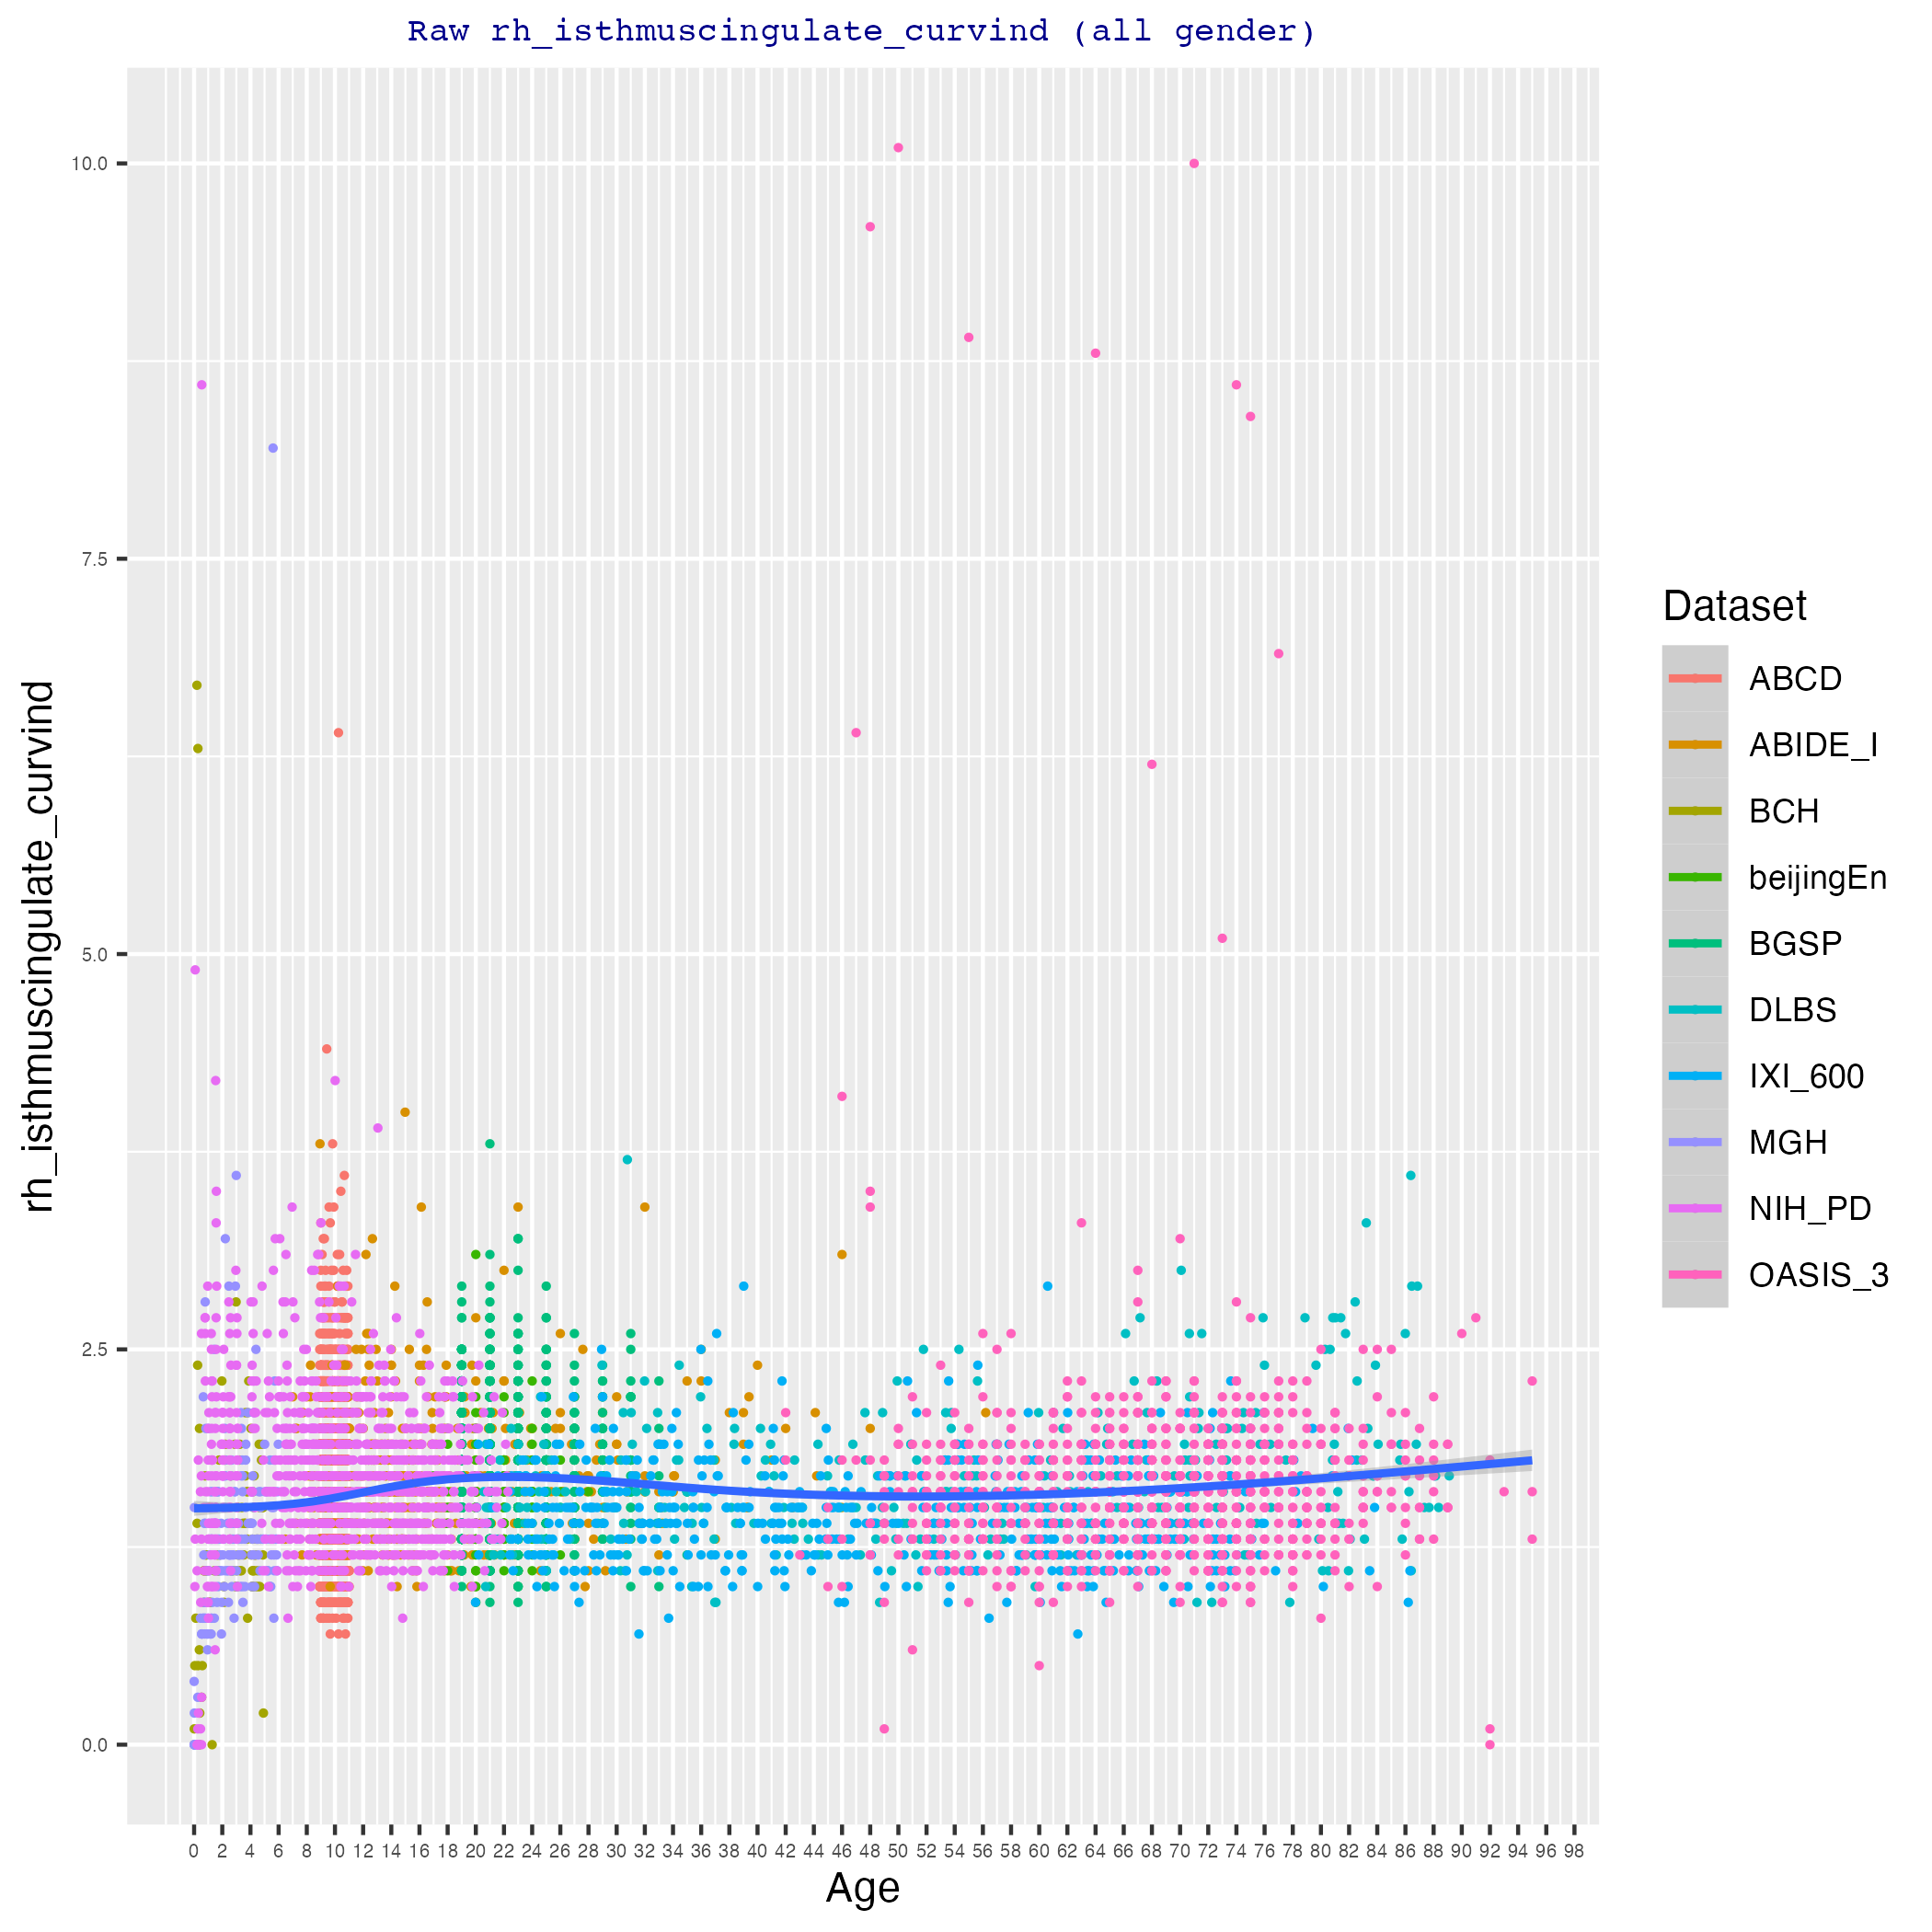 Raw rh_isthmuscingulate_curvind (all gender)
10.0
7.5
5.0
2.5
0.0
rh_isthmuscingulate_curvind
0 2 4 6 8 10 12 14 16 18 20 22 24 26 28 30 32 34 36 38 40 42 44 46 48 50 52 54 56 58 60 62 64 66 68 70 72 74 76 78 80 82 84 86 88 90 92 94 96 98
Age
Dataset
ABCD
ABIDE_I
BCH
beijingEn
BGSP
DLBS
IXI_600
MGH
NIH_PD
OASIS_3